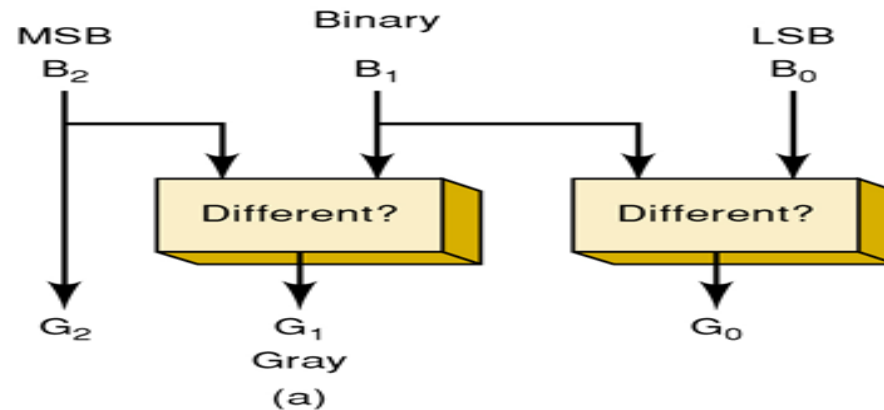 MSB Binary LSB
B₂ B₁ B₀
Different? Different?
G₂ G₁ G₀
Gray
(a)